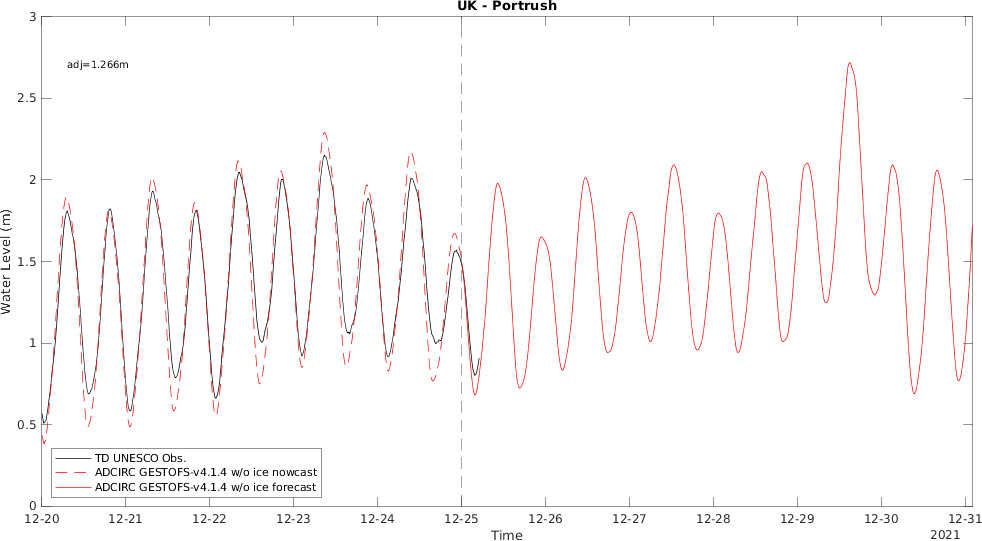 UK - Portrush
3
2.5
2
1.5
1
0.5
0
Water Level (m)
adj=1.266m
TD UNESCO Obs.
ADCIRC GESTOFS-v4.1.4 w/o ice nowcast
ADCIRC GESTOFS-v4.1.4 w/o ice forecast
12-20 12-21 12-22 12-23 12-24 12-25 12-26 12-27 12-28 12-29 12-30 12-31
Time
2021